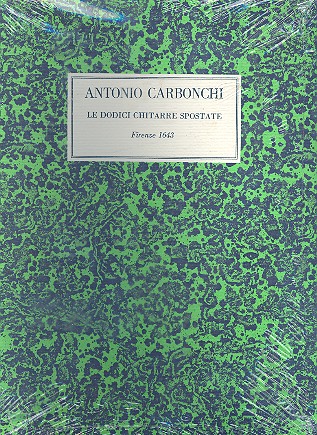 ANTONIO CARBONCHI
LE DODICI CHITARRE SPOSTATE
Firenze 1643